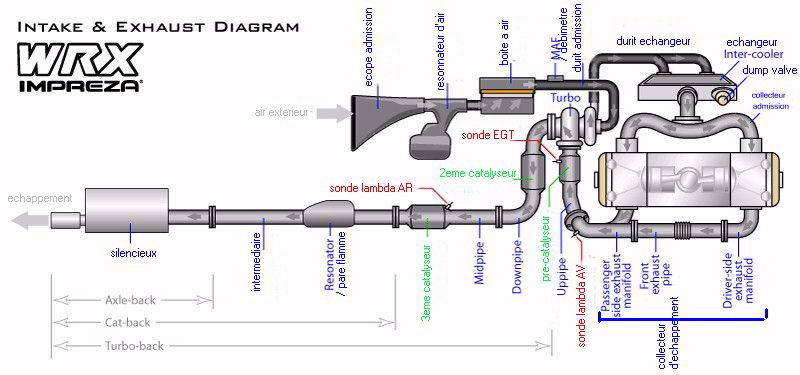 INTAKE & EXHAUST DIAGRAM
WRX
IMPREZA
ecope admission
resonnateur d'air
boite a air
MAF
/ debimetre
durit admission
durit echangeur
echangeur
Inter-cooler
dump valve
collecteur
admission
air exterieur
Turbo
sonde EGT
2eme catalyseur
pre-catalyseur
echappement
sonde lambda AR
silencieux
intermediaire
Resonator
/ pare flamme
3eme catalyseur
Midpipe
Downpipe
Uppipe
sonde lambda AV
Passenger
side exhaust
manifold
Front
exhaust
pipe
Driver-side
exhaust
manifold
collecteur
d'echappement
Axle-back
Cat-back
Turbo-back